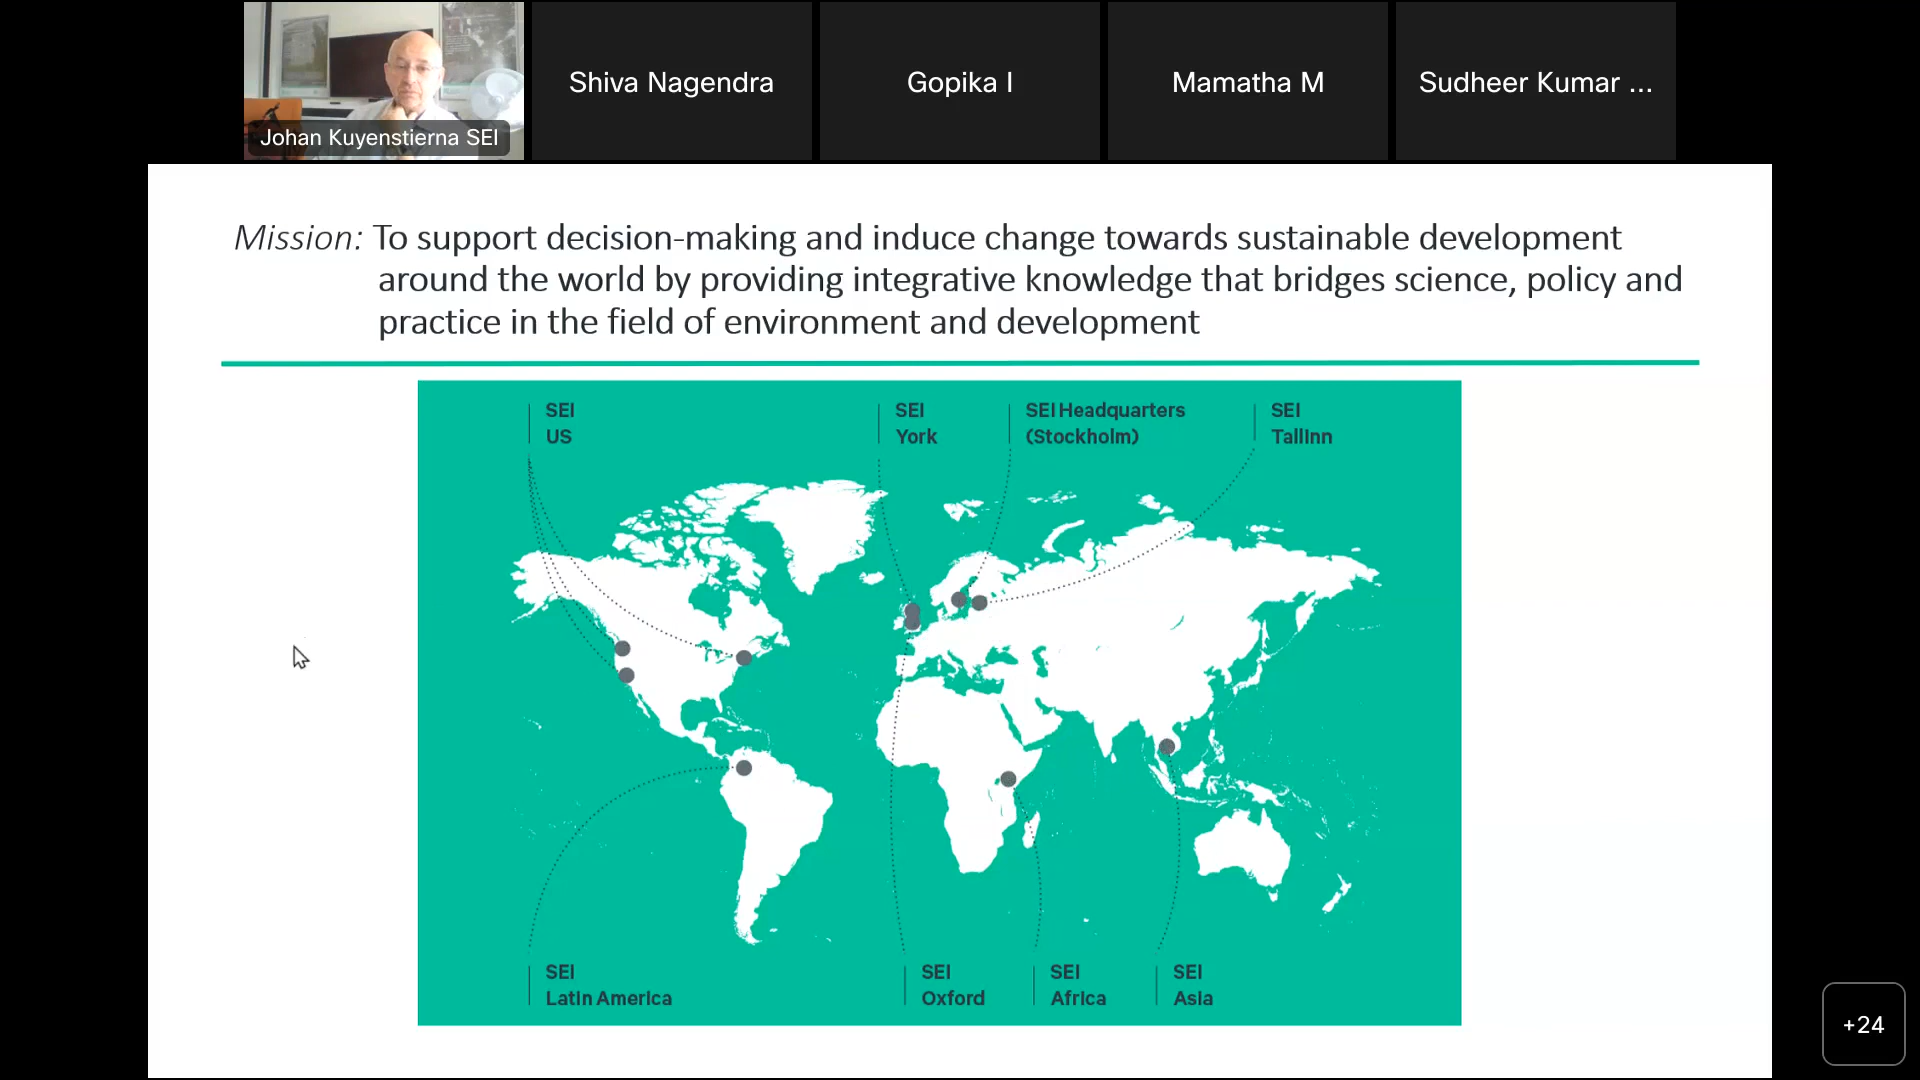 Johan Kuyenstierna SEI
Shiva Nagendra
Gopika I
Mamatha M
Sudheer Kumar ...
Mission: To support decision-making and induce change towards sustainable development
around the world by providing integrative knowledge that bridges science, policy and
practice in the field of environment and development
SEI
US
SEI
York
SEI Headquarters
(Stockholm)
SEI
Tallinn
SEI
Latin America
SEI
Oxford
SEI
Africa
SEI
Asia
+24